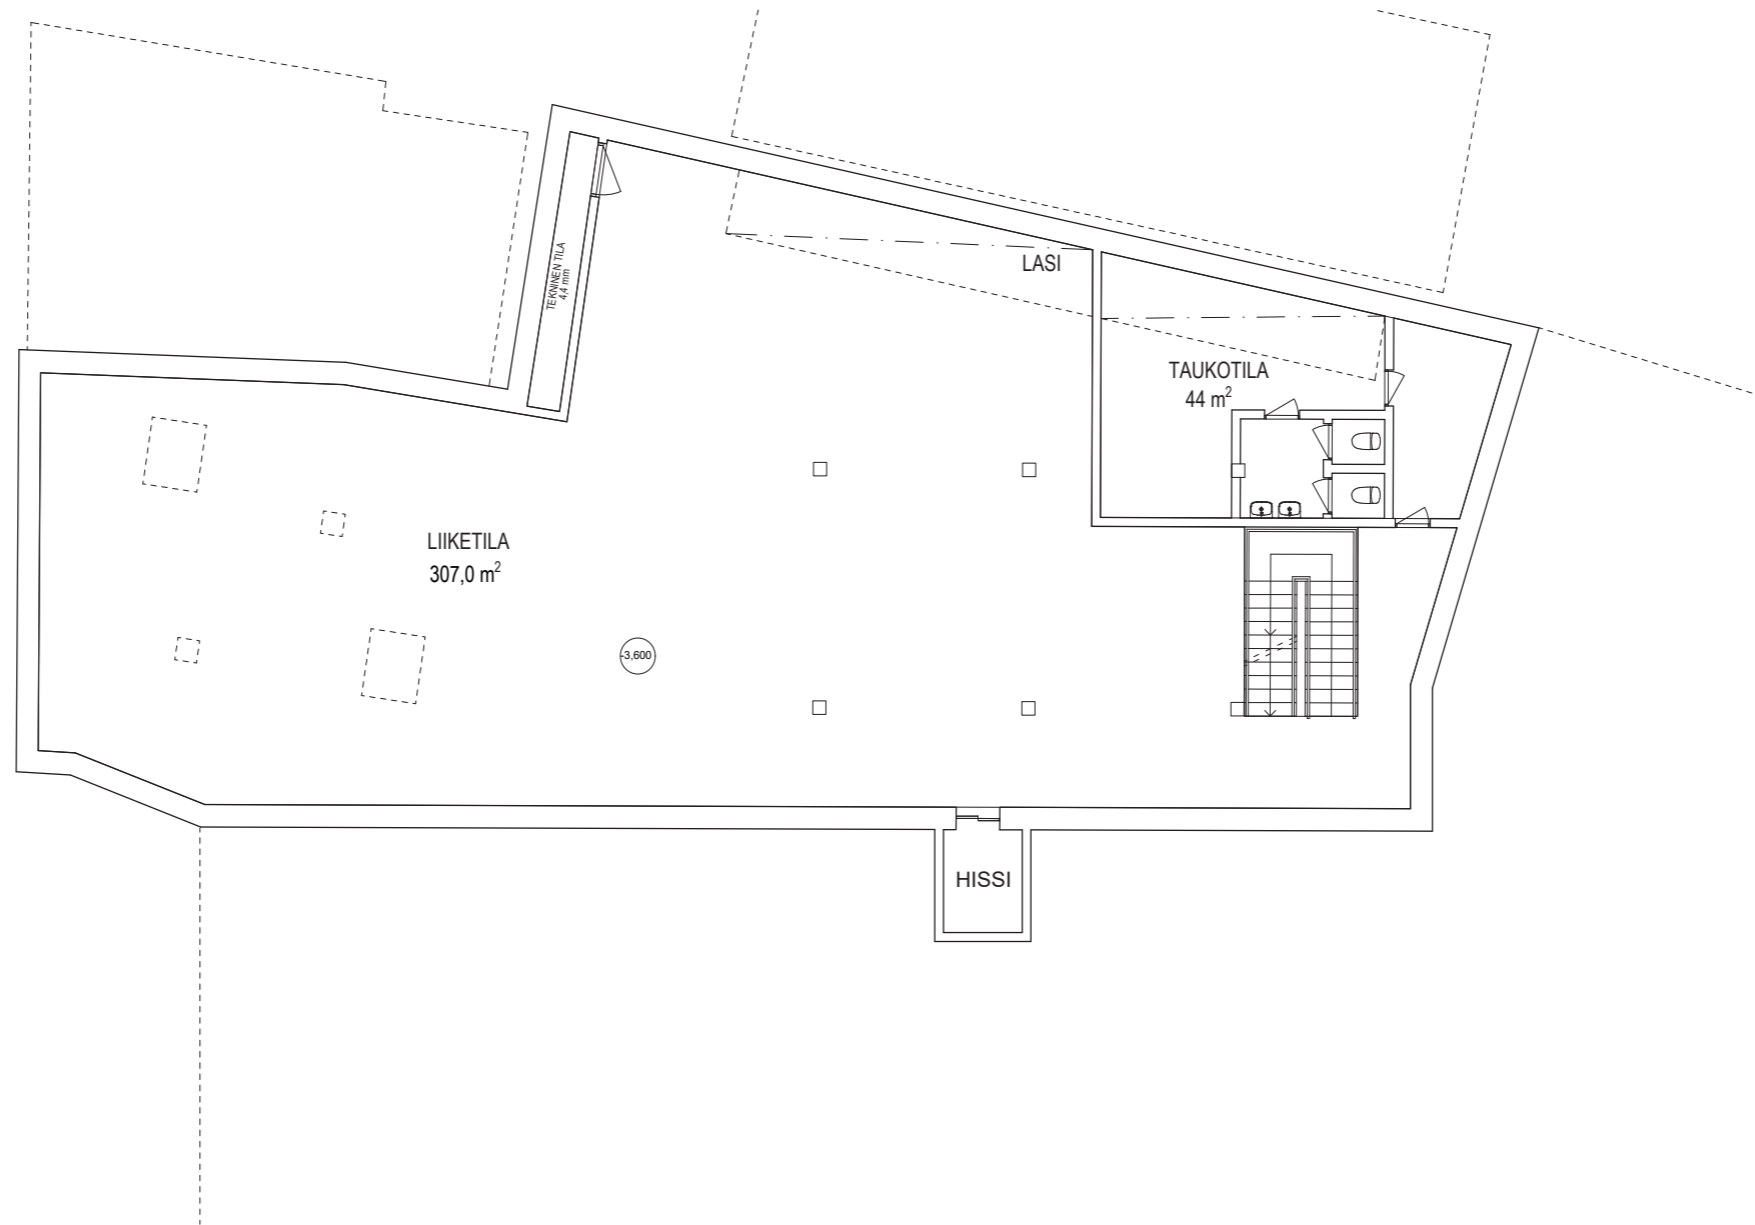 TEKNINEN TILA
4,4 mm
LASI
TAUKOTILA
44 m²
LIIKETILA
307,0 m²
-3,600
HISSI